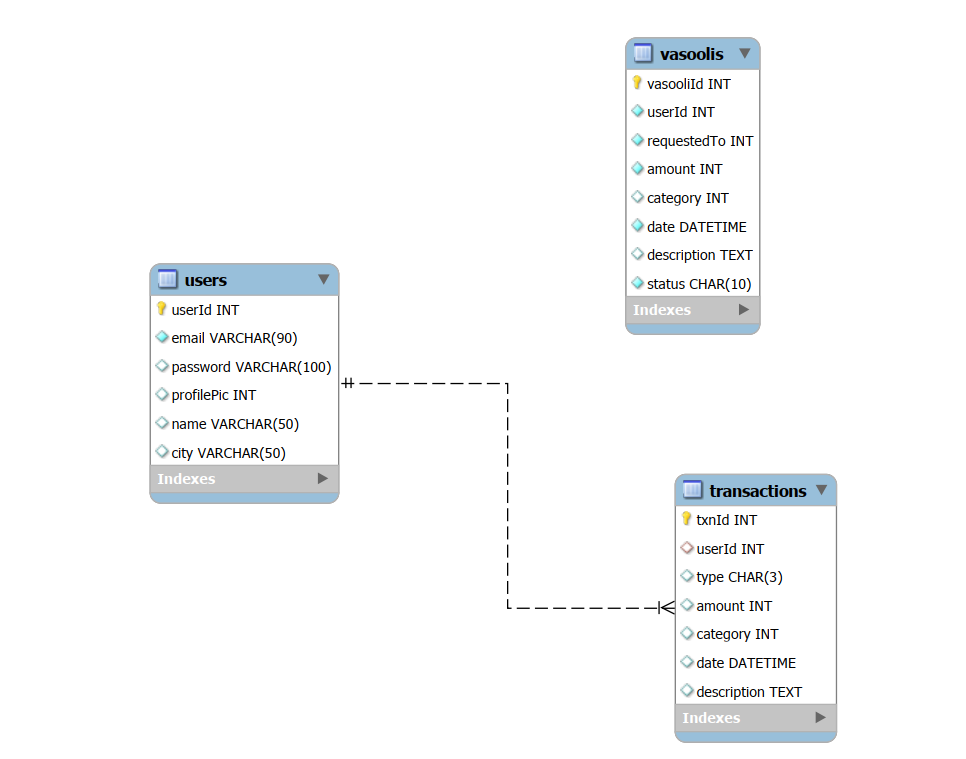 vasoolis
vasooliId INT
userId INT
requestedTo INT
amount INT
category INT
date DATETIME
description TEXT
status CHAR(10)
Indexes
users
userId INT
email VARCHAR(90)
password VARCHAR(100)
profilePic INT
name VARCHAR(50)
city VARCHAR(50)
Indexes
transactions
txnId INT
userId INT
type CHAR(3)
amount INT
category INT
date DATETIME
description TEXT
Indexes